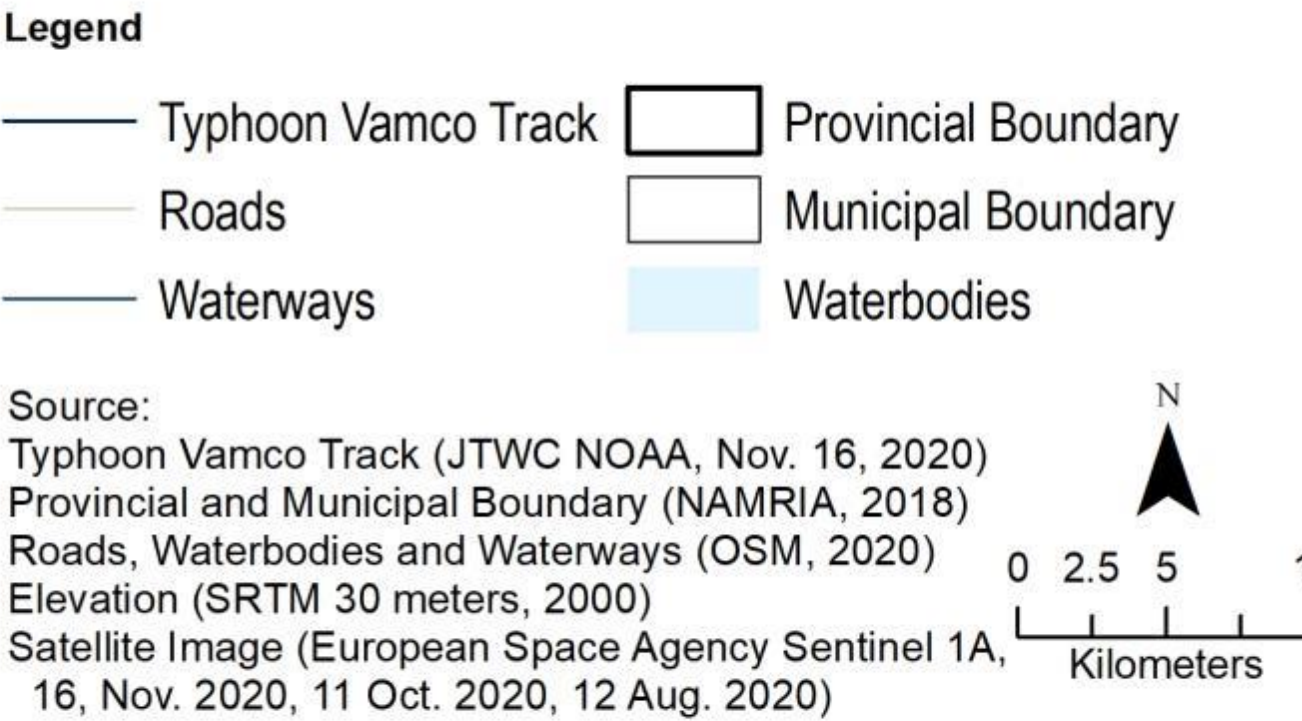 Legend
Typhoon Vamco Track
Provincial Boundary
Roads
Municipal Boundary
Waterways
Waterbodies
Source:
Typhoon Vamco Track (JTWC NOAA, Nov. 16, 2020)
Provincial and Municipal Boundary (NAMRIA, 2018)
Roads, Waterbodies and Waterways (OSM, 2020)
Elevation (SRTM 30 meters, 2000)
Satellite Image (European Space Agency Sentinel 1A,
16, Nov. 2020, 11 Oct. 2020, 12 Aug. 2020)
N
0 2.5 5
Kilometers